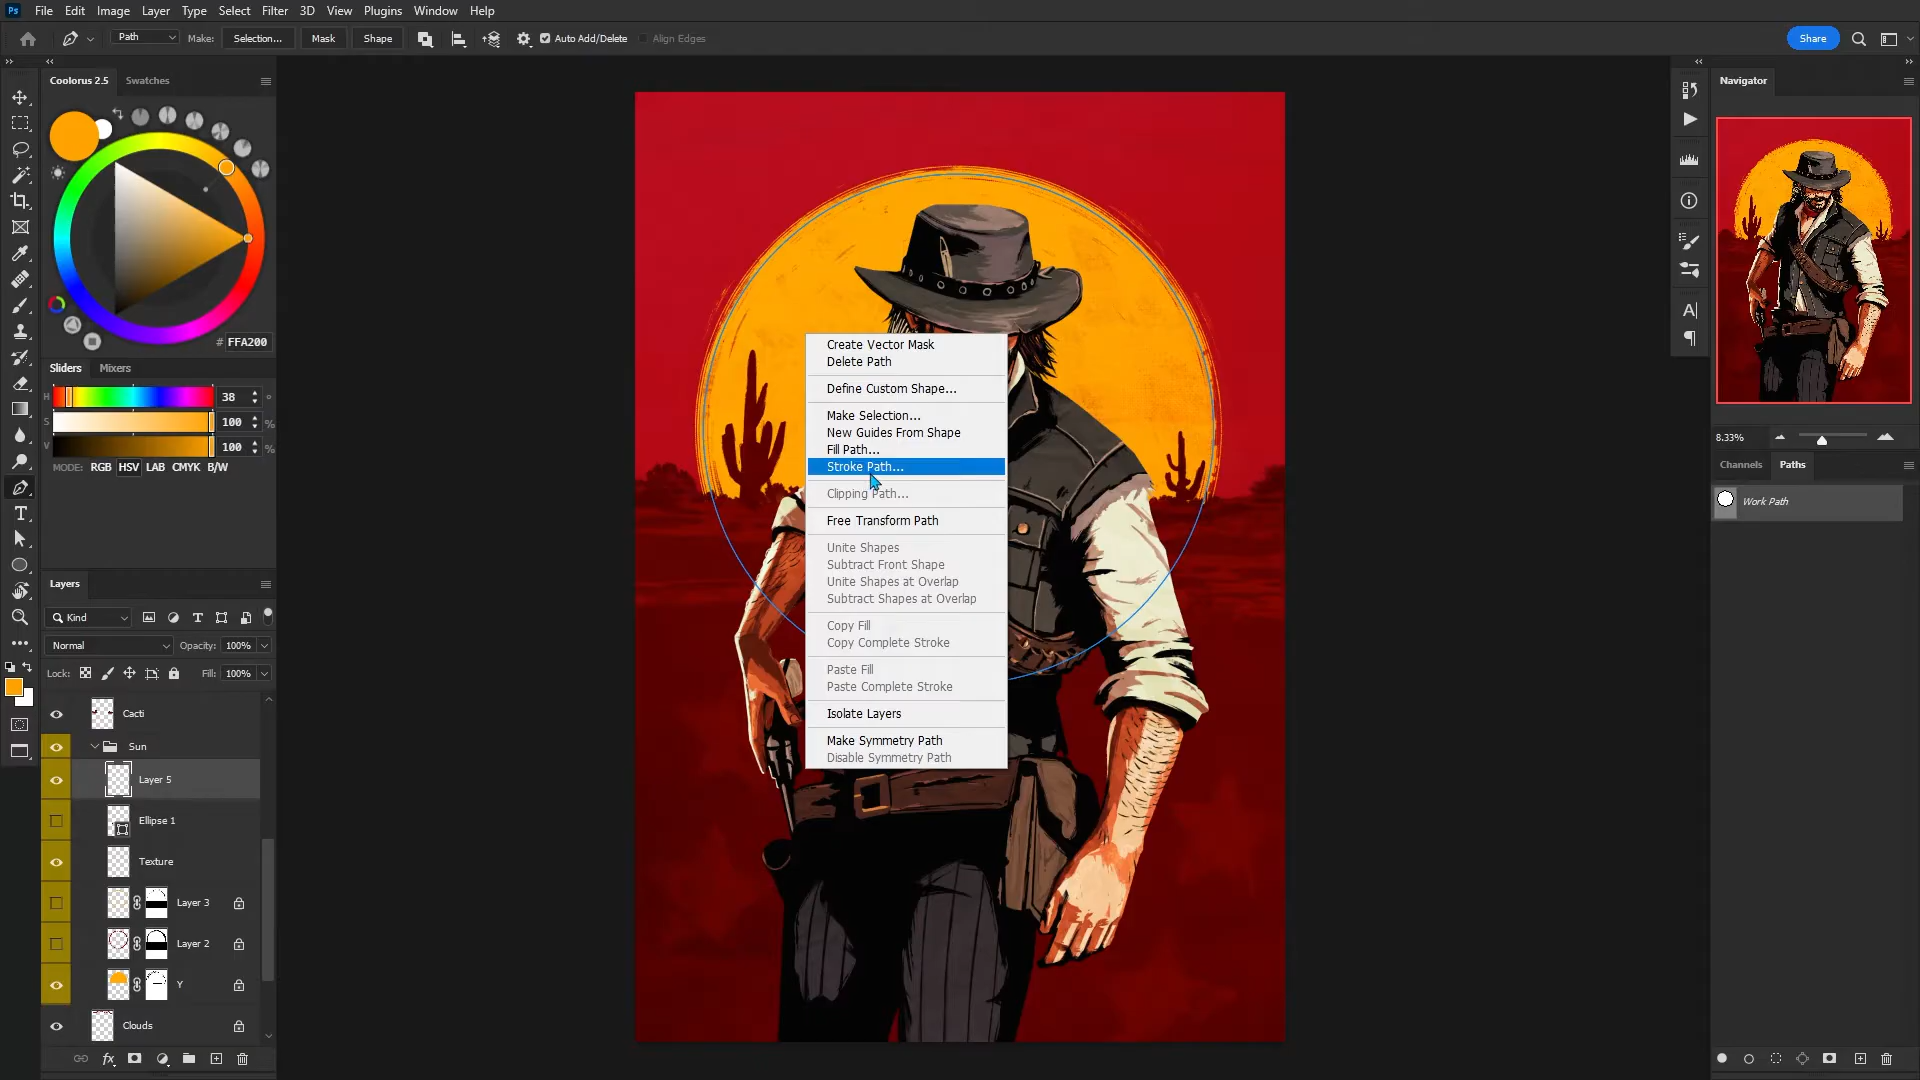 Ps File Edit Image Layer Type Select Filter 3D View Plugins Window Help
Path Make: Selection... Mask Shape Auto Add/Delete Align Edges Share
Coolorus 2.5 Swatches
# FFA200
Sliders Mixers
H 38 °
S 100 %
V 100 %
MODE: RGB HSV LAB CMYK B/W
Layers
Kind
Normal Opacity: 100%
Lock: Fill: 100%
Cacti
Sun
Layer 5
Ellipse 1
Texture
Layer 3
Layer 2
Y
Clouds
fx
Create Vector Mask
Delete Path
Define Custom Shape...
Make Selection...
New Guides From Shape
Fill Path...
Stroke Path...
Clipping Path...
Free Transform Path
Unite Shapes
Subtract Front Shape
Unite Shapes at Overlap
Subtract Shapes at Overlap
Copy Fill
Copy Complete Stroke
Paste Fill
Paste Complete Stroke
Isolate Layers
Make Symmetry Path
Disable Symmetry Path
Navigator
8.33%
Channels Paths
Work Path